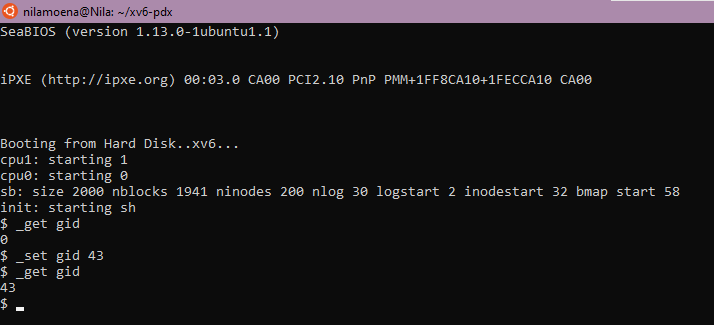 nilamoena@Nila: ~/xv6-pdx
SeaBIOS (version 1.13.0-1ubuntu1.1)
iPXE (http://ipxe.org) 00:03.0 CA00 PCI2.10 PnP PMM+1FF8CA10+1FECCA10 CA00
Booting from Hard Disk..xv6...
cpu1: starting 1
cpu0: starting 0
sb: size 2000 nblocks 1941 ninodes 200 nlog 30 logstart 2 inodestart 32 bmap start 58
init: starting sh
$ _get gid
0
$ _set gid 43
$ _get gid
43
$